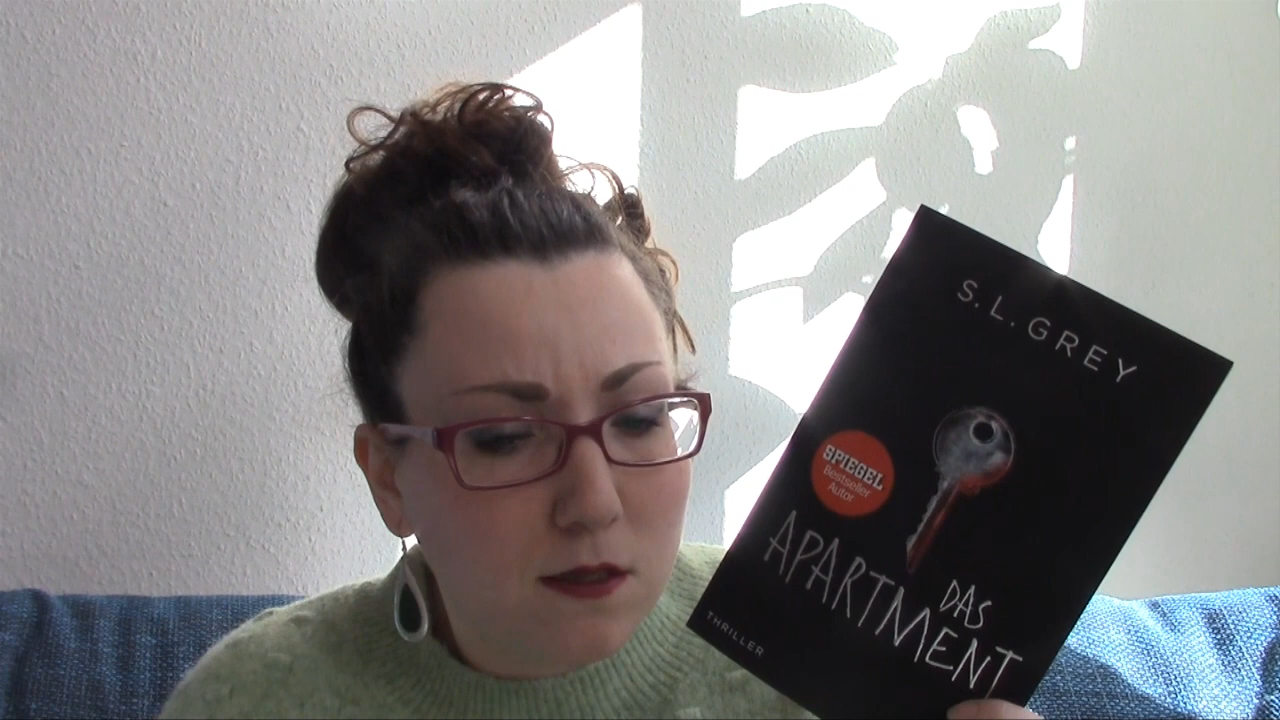 S. L. GREY
SPIEGEL
Bestseller
Autor
DAS
APARTMENT
THRILLER